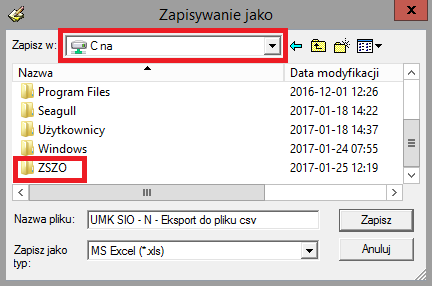 Zapisywanie jako
Zapisz w: C na
Nazwa Data modyfikacji
Program Files 2016-12-01 12:26
Seagull 2017-01-18 14:22
Użytkownicy 2017-01-18 14:37
Windows 2017-01-24 07:55
ZSZO 2017-01-25 12:19
Nazwa pliku: UMK SIO - N - Eksport do pliku csv Zapisz
Zapisz jako typ: MS Excel (*.xls) Anuluj